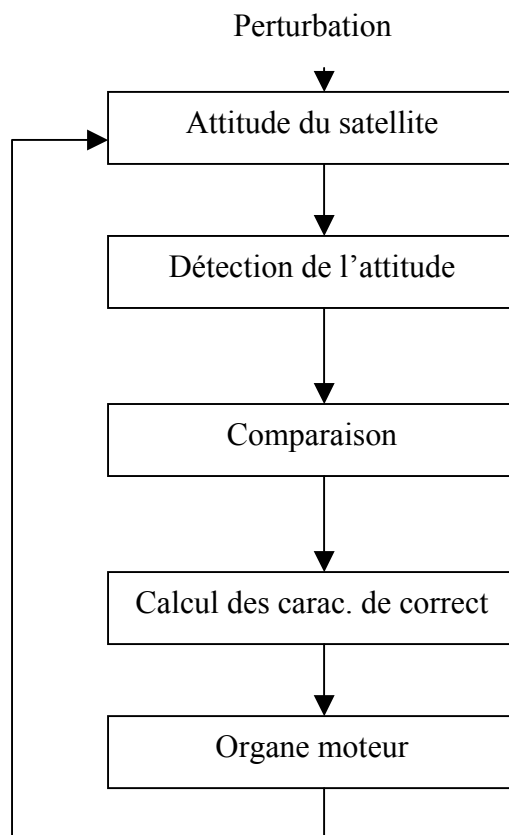 Perturbation
Attitude du satellite
Détection de l’attitude
Comparaison
Calcul des carac. de correct
Organe moteur